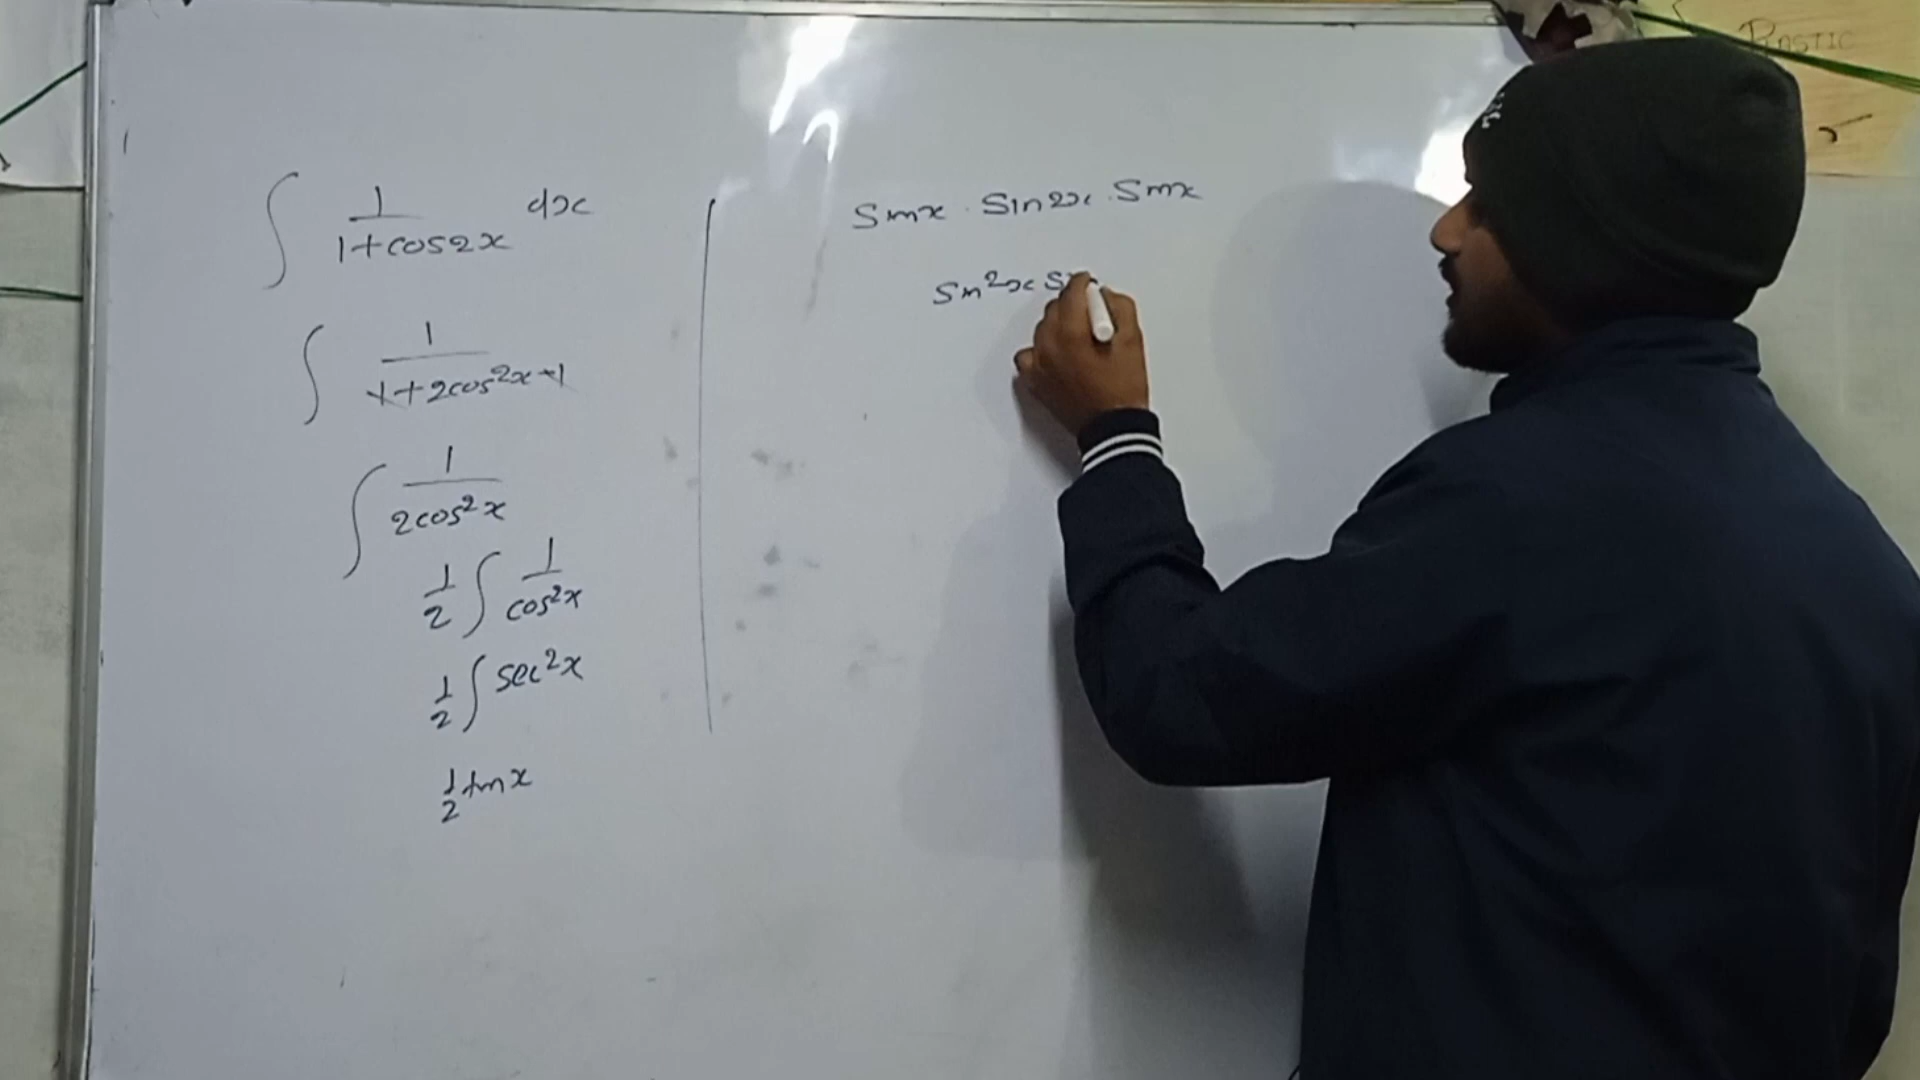 ∫ 1/(1+cos2x) dx
∫ 1/(1+2cos²x-1)
∫ 1/(2cos²x)
1/2 ∫ 1/cos²x
1/2 ∫ sec²x
1/2 tanx
Sinx . Sin2x . Sinx
Sin²x
PLASTIC